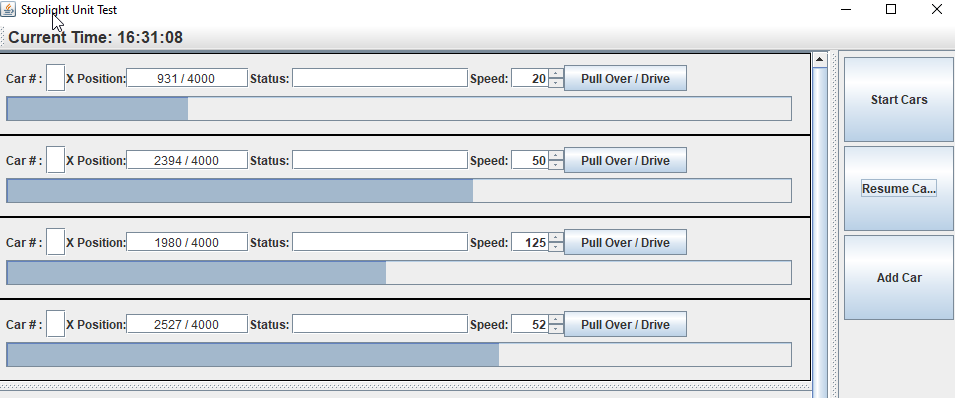 Stoplight Unit Test
Current Time: 16:31:08
Car # : X Position: 931 / 4000 Status: Speed: 20 Pull Over / Drive
Car # : X Position: 2394 / 4000 Status: Speed: 50 Pull Over / Drive
Car # : X Position: 1980 / 4000 Status: Speed: 125 Pull Over / Drive
Car # : X Position: 2527 / 4000 Status: Speed: 52 Pull Over / Drive
Start Cars
Resume Ca...
Add Car